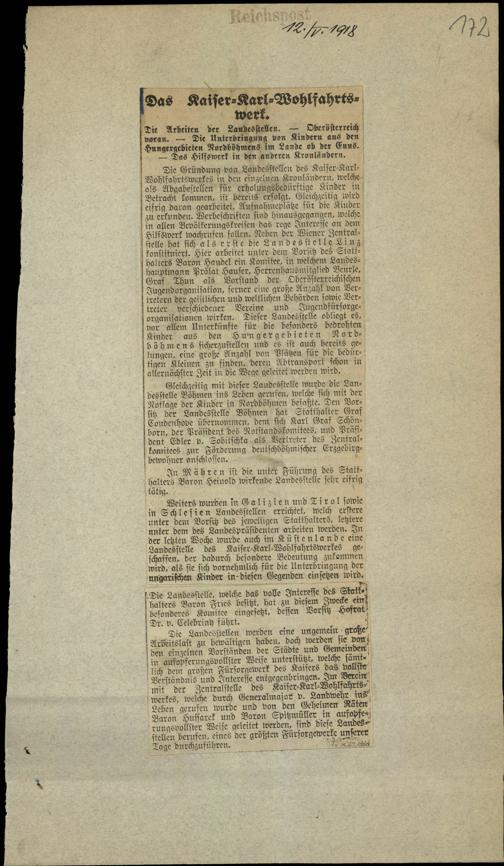 Reichspost
12./V. 1918
172
Das Kaiser=Karl=Wohlfahrts=
werk.
Die Arbeiten der Landesstellen. — Oberösterreich
voran. — Die Unterbringung von Kindern aus den
Hungergebieten Nordböhmens im Lande ob der Enns.
— Das Hilfswerk in den anderen Kronländern.
Die Gründung von Landesstellen des Kaiser=Karl=
Wohlfahrtswerkes in den einzelnen Kronländern, welche
als Abgabestellen für erholungsbedürftige Kinder in
Betracht kommen, ist bereits erfolgt. Gleichzeitig wird
eifrig daran gearbeitet, Aufnahmeplätze für die Kinder
zu erkunden. Werbeschriften sind hinausgegangen, welche
in allen Bevölkerungskreisen das rege Interesse an dem
Hilfswerk wachrufen sollen. Neben der Wiener Zentral=
stelle hat sich als erste die Landesstelle Linz
konstituiert. Hier arbeitet unter dem Vorsitz des Statt=
halters Baron Handel ein Komitee, in welchem Landes=
hauptmann Prälat Hauser, Herrenhausmitglied Beurle,
Graf Thun als Vorstand der Oberösterreichischen
Jugendorganisation, ferner eine große Anzahl von Ver=
tretern der geistlichen und weltlichen Behörden sowie Ver=
treter verschiedener Vereine und Jugendfürsorge=
organisationen wirken. Dieser Landesstelle obliegt es,
vor allem Unterkünfte für die besonders bedrohten
Kinder aus den Hungergebieten Nord=
böhmens sicherzustellen und es ist auch bereits ge=
lungen, eine große Anzahl von Plätzen für die bedürf=
tigen Kleinen zu finden, deren Abtransport schon in
allernächster Zeit in die Wege geleitet werden wird.
Gleichzeitig mit dieser Landesstelle wurde die Lan=
desstelle Böhmen ins Leben gerufen, welche sich mit der
Notlage der Kinder in Nordböhmen befaßte. Den Vor=
sitz der Landesstelle Böhmen hat Statthalter Graf
Coudenhove übernommen, dem sich Karl Graf Schön=
born, der Präsident des Notstandskomitees, und Präsi=
dent Edler v. Sobitschka als Vertreter des Zentral=
komitees zur Förderung deutschböhmischer Erzgebirgs=
bewohner anschlossen.
In Mähren ist die unter Führung des Statt=
halters Baron Heinold wirkende Landesstelle sehr eifrig
tätig.
Weiters wurden in Galizien und Tirol sowie
in Schlesien Landesstellen errichtet, welch erstere
unter dem Vorsitz des jeweiligen Statthalters, letztere
unter dem des Landespräsidenten arbeiten werden. In
der letzten Woche wurde auch im Küstenlande eine
Landesstelle des Kaiser=Karl=Wohlfahrtswerkes ge=
schaffen, der dadurch besondere Bedeutung zukommen
wird, als sie sich vornehmlich für die Unterbringung der
ungarischen Kinder in diesen Gegenden einsetzen wird.
Die Landesstelle, welche das volle Interesse des Statt=
halters Baron Fries besitzt, hat zu diesem Zwecke ein
besonderes Komitee eingesetzt, dessen Vorsitz Hofrat
Dr. v. Celebrini führt.
Die Landesstellen werden eine ungemein große
Arbeitslast zu bewältigen haben, doch werden sie von
den einzelnen Vorständen der Städte und Gemeinden
in aufopferungsvollster Weise unterstützt, welche sämt=
lich dem großen Fürsorgewerk des Kaisers das vollste
Verständnis und Interesse entgegenbringen. Im Verein
mit der Zentralstelle des Kaiser=Karl=Wohlfahrts=
werkes, welche durch Generalmajor v. Landwehr ins
Leben gerufen wurde und von den Geheimen Räten
Baron Hussarek und Baron Spitzmüller in aufopfe=
rungsvollster Weise geleitet werden, sind diese Landes=
stellen berufen, eines der größten Fürsorgewerke unserer
Tage durchzuführen.